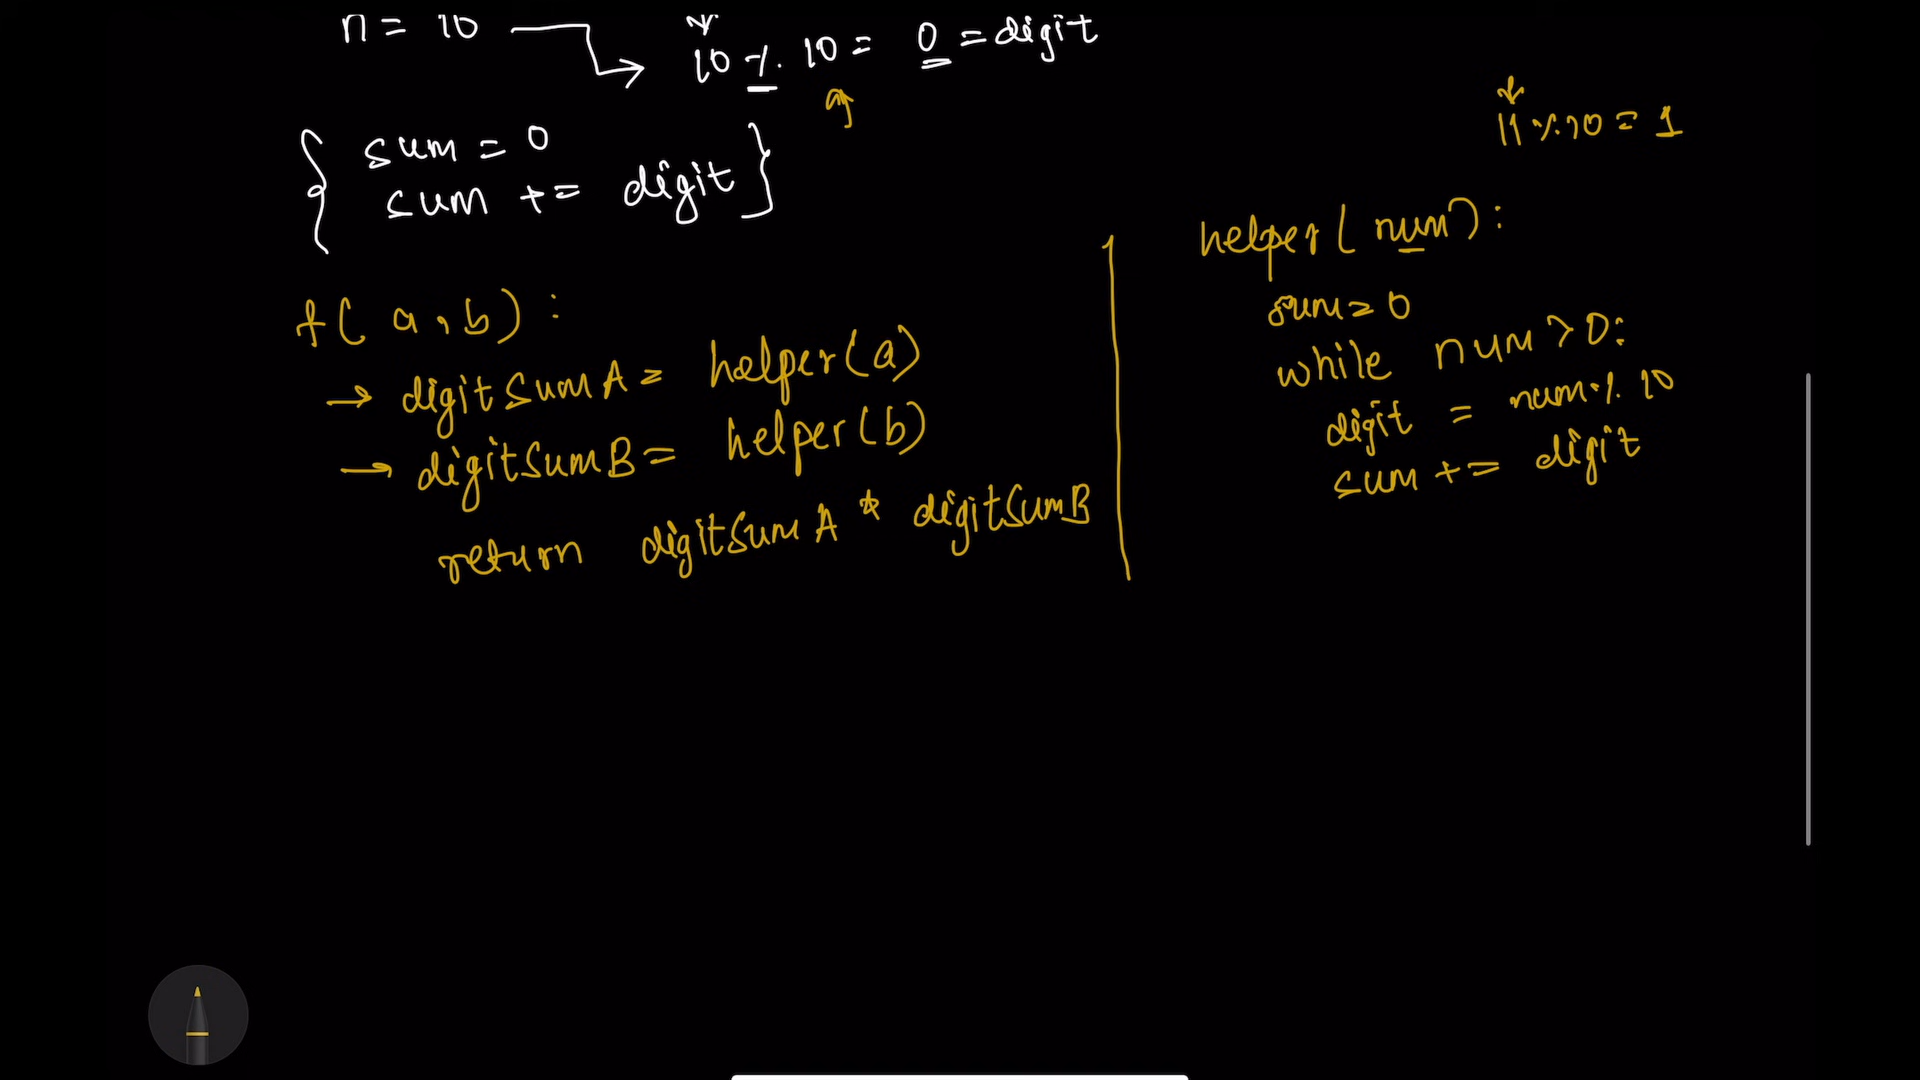 n = 10
10 % 10 = 0 = digit
sum = 0
sum += digit
f( a, b ) :
→ digitSumA = helper(a)
→ digitSumB = helper(b)
return digitSumA * digitSumB
11 % 10 = 1
helper( num ) :
sum = 0
while num > 0:
digit = num % 10
sum += digit